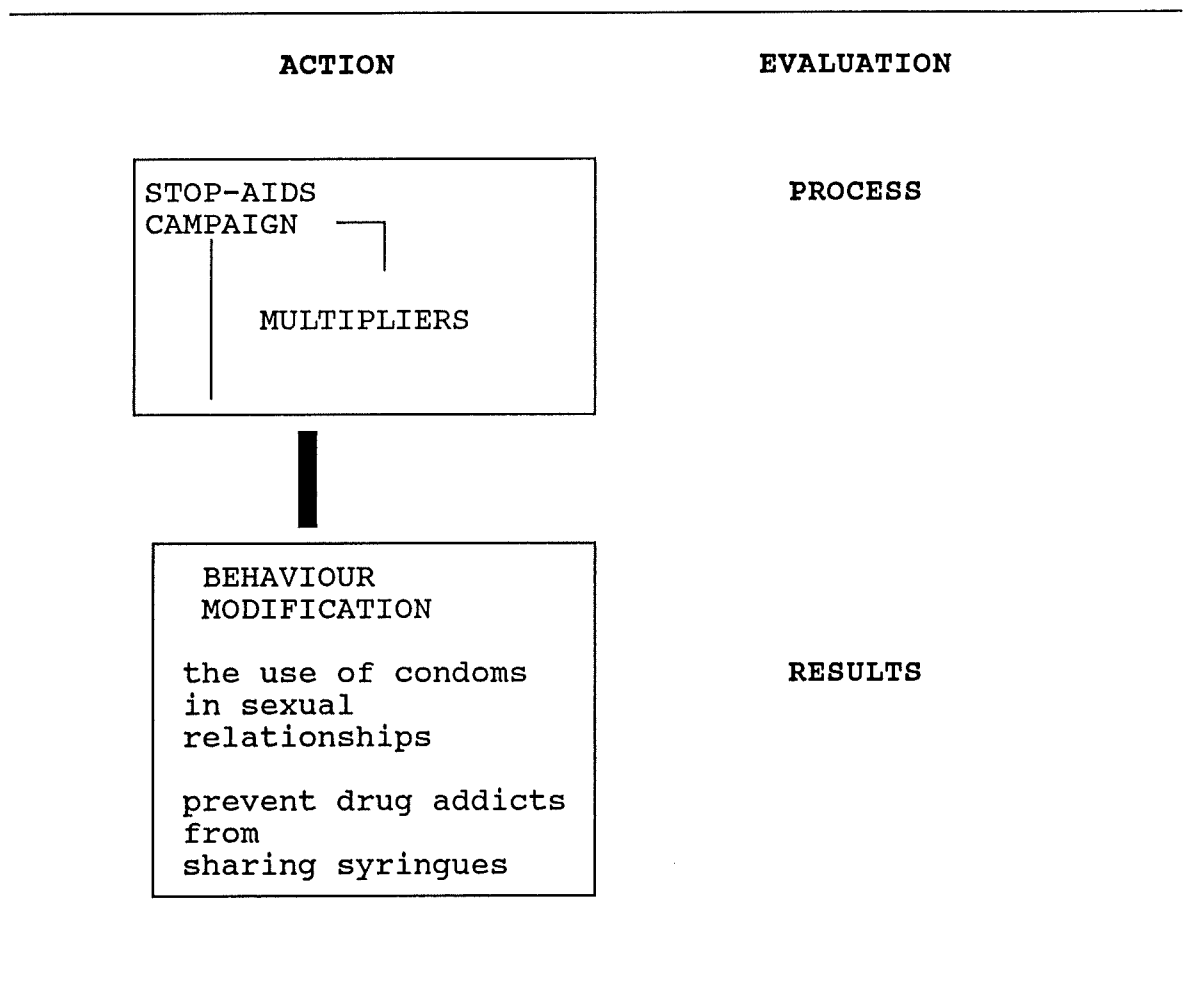 ACTION EVALUATION
STOP-AIDS PROCESS
CAMPAIGN
MULTIPLIERS
BEHAVIOUR
MODIFICATION
the use of condoms RESULTS
in sexual
relationships
prevent drug addicts
from
sharing syringues